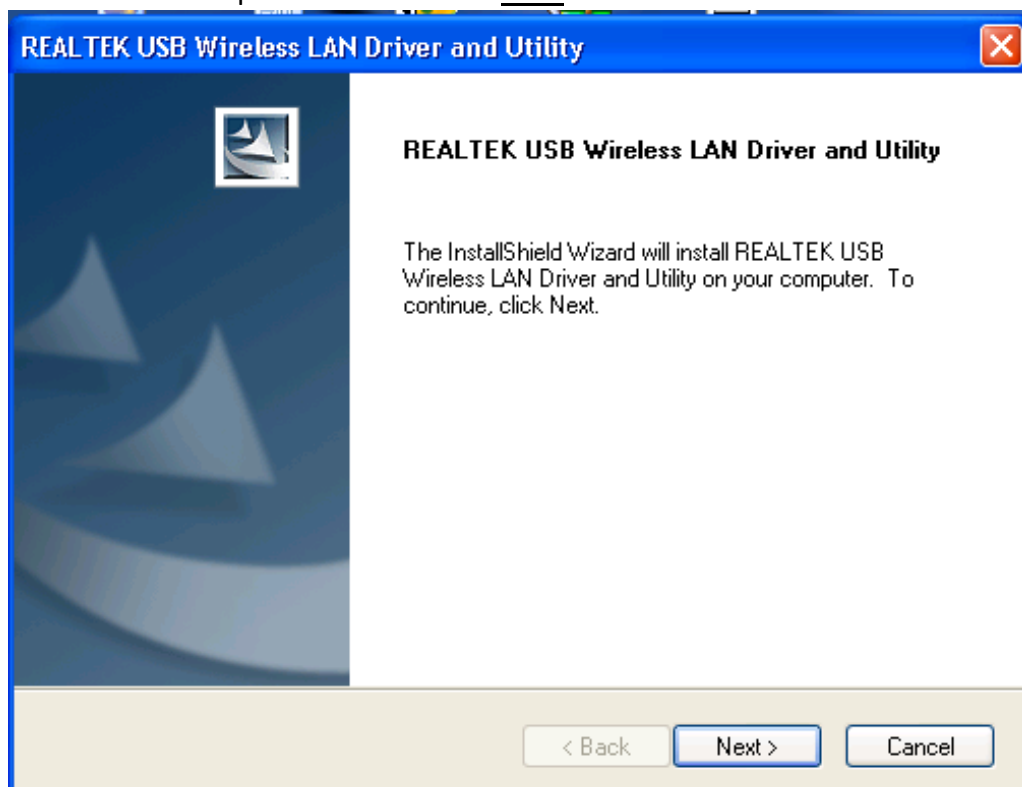 REALTEK USB Wireless LAN Driver and Utility
REALTEK USB Wireless LAN Driver and Utility
The InstallShield Wizard will install REALTEK USB
Wireless LAN Driver and Utility on your computer.  To
continue, click Next.
< Back
Next >
Cancel